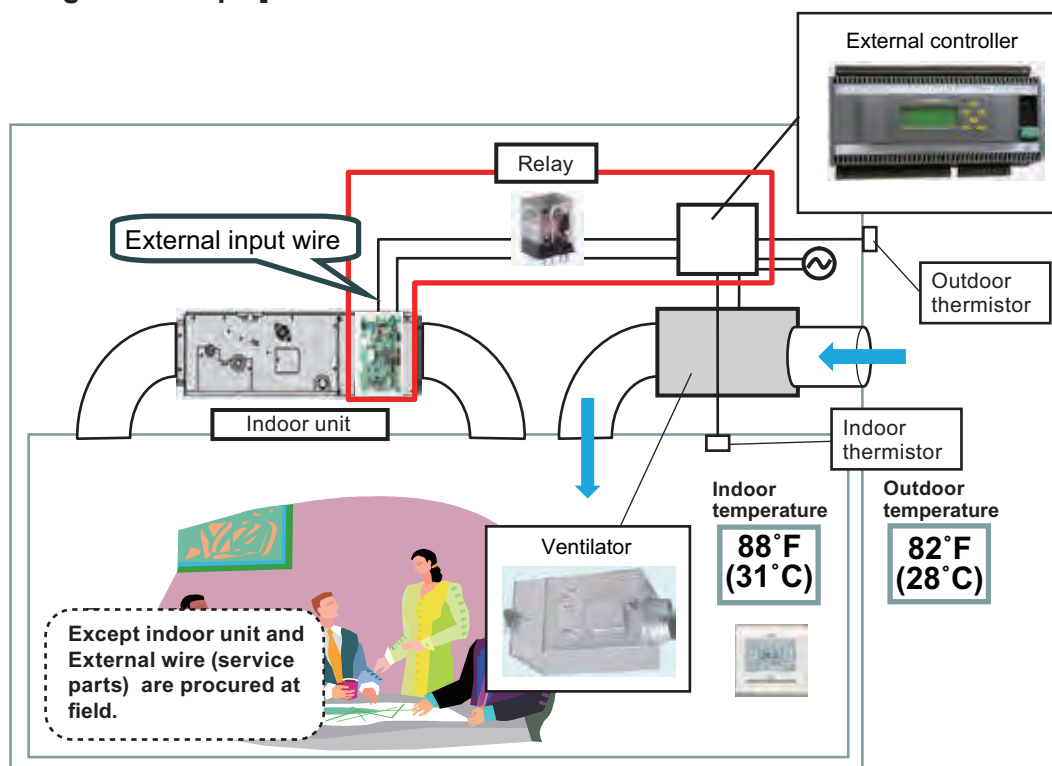 External controller
Relay
External input wire
Outdoor
thermistor
Indoor unit
Indoor
thermistor
Indoor
temperature
88˚F
(31˚C)
Outdoor
temperature
82˚F
(28˚C)
Ventilator
Except indoor unit and
External wire (service
parts) are procured at
field.